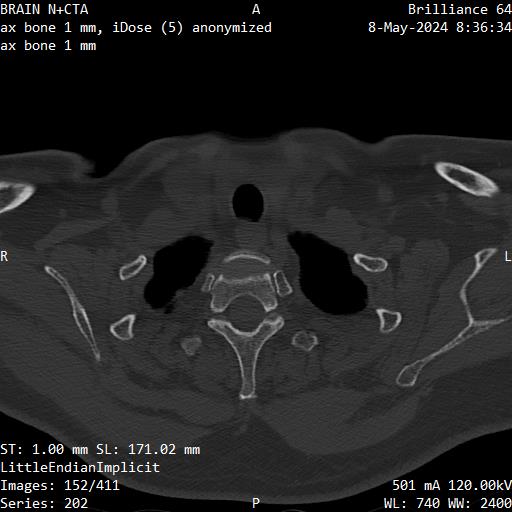 BRAIN N+CTA
ax bone 1 mm, iDose (5) anonymized
ax bone 1 mm
A
Brilliance 64
8-May-2024 8:36:34
R
L
ST: 1.00 mm SL: 171.02 mm
LittleEndianImplicit
Images: 152/411
Series: 202
P
501 mA 120.00kV
WL: 740 WW: 2400